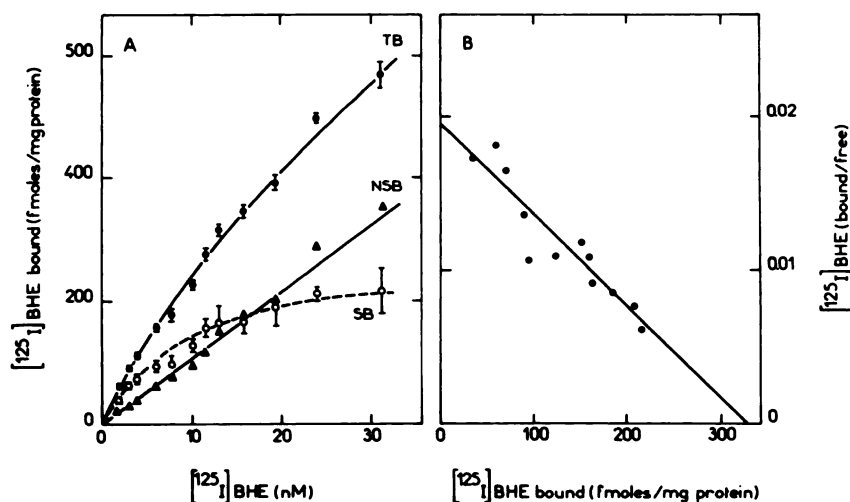 A
B
TB
NSB
SB
500
400
200
0
0
10
20
30
[125I] BHE bound (fmoles/mg protein)
[125I] BHE (nM)
0.02
0.01
0
0
100
200
300
[125I] BHE (bound/free)
[125I] BHE bound (fmoles/mg protein)